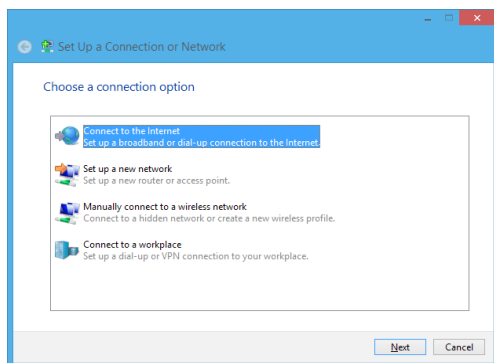 Set Up a Connection or Network
Choose a connection option
Connect to the Internet
Set up a broadband or dial-up connection to the Internet.
Set up a new network
Set up a new router or access point.
Manually connect to a wireless network
Connect to a hidden network or create a new wireless profile.
Connect to a workplace
Set up a dial-up or VPN connection to your workplace.
Next Cancel